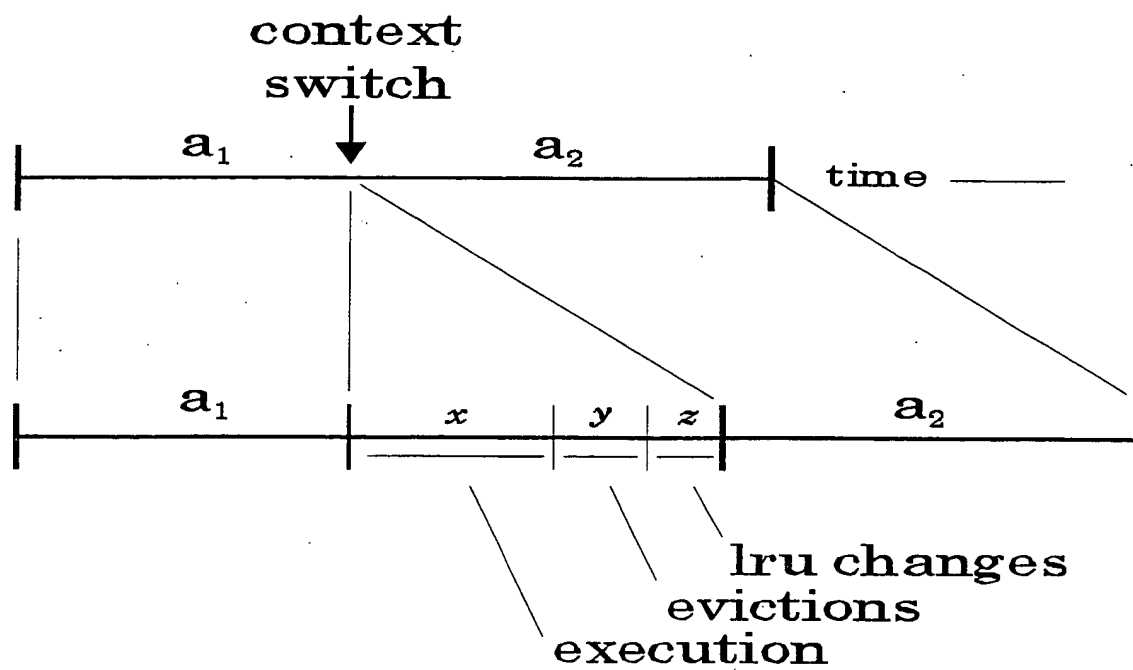 context
switch
a₁ a₂ time
a₁ x y z a₂
lru changes
evictions
execution